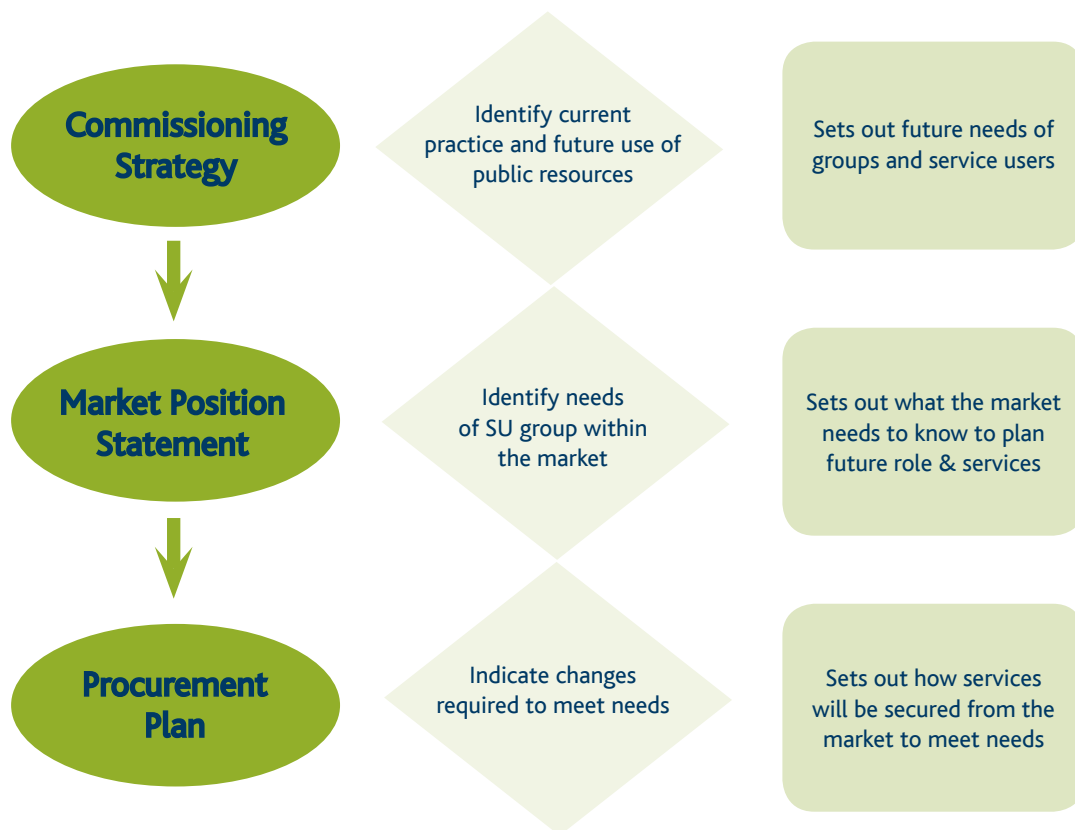 Commissioning
Strategy
Identify current
practice and future use of
public resources
Sets out future needs of
groups and service users
Market Position
Statement
Identify needs
of SU group within
the market
Sets out what the market
needs to know to plan
future role & services
Procurement
Plan
Indicate changes
required to meet needs
Sets out how services
will be secured from the
market to meet needs